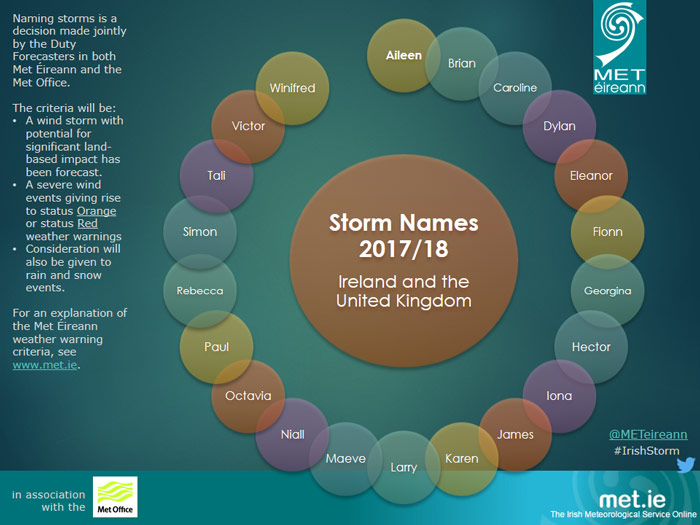 Naming storms is a
decision made jointly
by the Duty
Forecasters in both
Met Éireann and the
Met Office.
The criteria will be:
• A wind storm with
potential for
significant land-
based impact has
been forecast.
• A severe wind
events giving rise
to status Orange
or status Red
weather warnings
• Consideration will
also be given to
rain and snow
events.
For an explanation of
the Met Éireann
weather warning
criteria, see
www.met.ie.
Storm Names
2017/18
Ireland and the
United Kingdom
Aileen
Brian
Caroline
Dylan
Eleanor
Fionn
Georgina
Hector
Iona
James
Karen
Larry
Maeve
Niall
Octavia
Paul
Rebecca
Simon
Tali
Victor
Winifred
MET
éireann
@METeireann
#IrishStorm
in association
with the
Met Office
met.ie
The Irish Meteorological Service Online